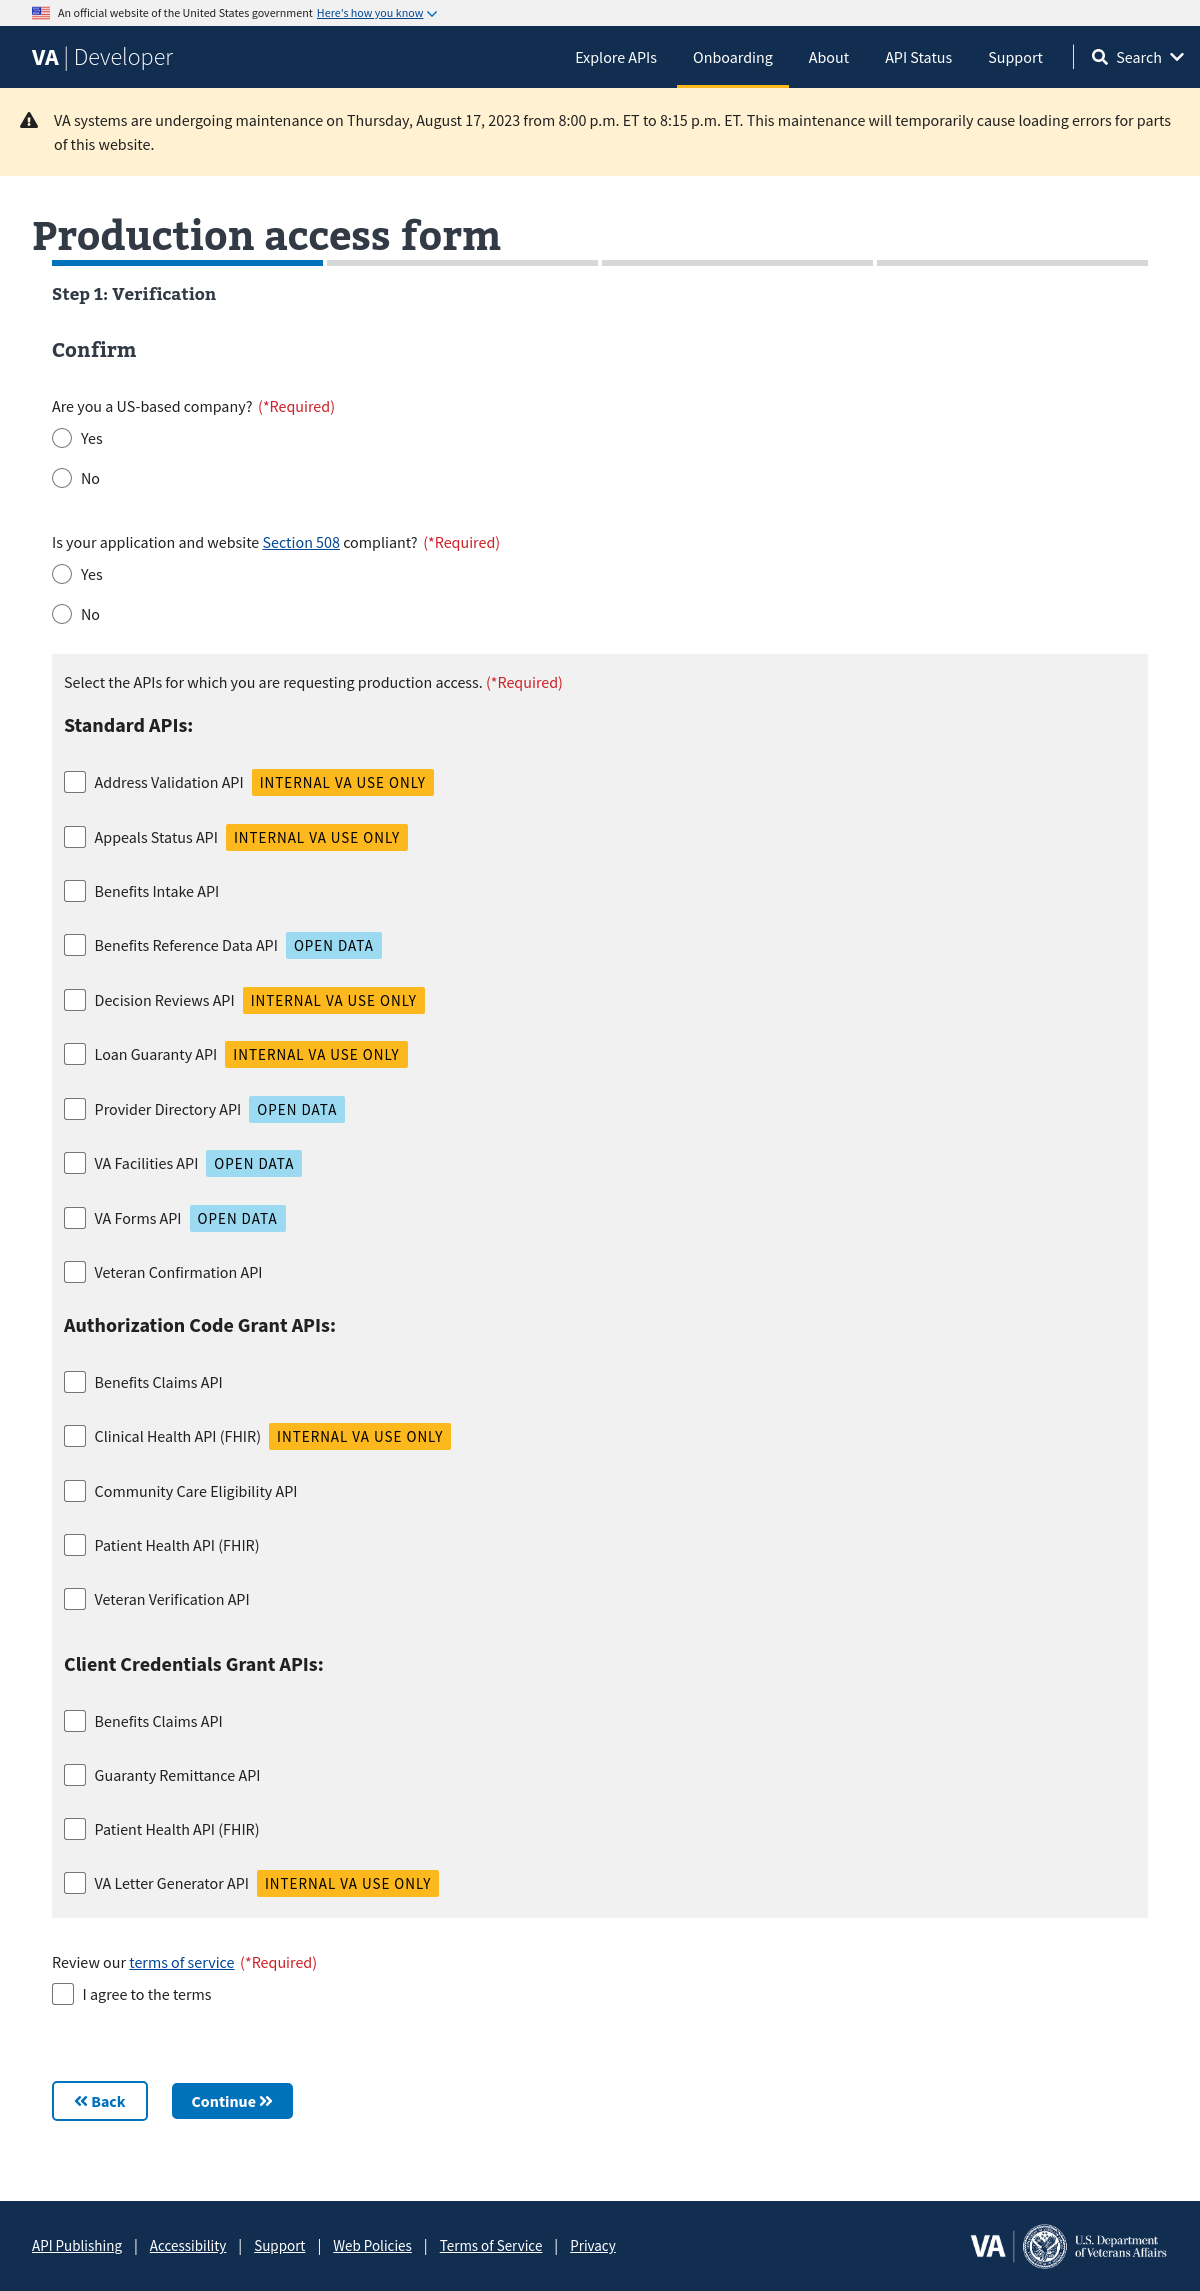 An official website of the United States government Here's how you know
VA | Developer
Explore APIs Onboarding About API Status Support Search
VA systems are undergoing maintenance on Thursday, August 17, 2023 from 8:00 p.m. ET to 8:15 p.m. ET. This maintenance will temporarily cause loading errors for parts
of this website.
Production access form
Step 1: Verification
Confirm
Are you a US-based company? (*Required)
Yes
No
Is your application and website Section 508 compliant? (*Required)
Yes
No
Select the APIs for which you are requesting production access. (*Required)
Standard APIs:
Address Validation API INTERNAL VA USE ONLY
Appeals Status API INTERNAL VA USE ONLY
Benefits Intake API
Benefits Reference Data API OPEN DATA
Decision Reviews API INTERNAL VA USE ONLY
Loan Guaranty API INTERNAL VA USE ONLY
Provider Directory API OPEN DATA
VA Facilities API OPEN DATA
VA Forms API OPEN DATA
Veteran Confirmation API
Authorization Code Grant APIs:
Benefits Claims API
Clinical Health API (FHIR) INTERNAL VA USE ONLY
Community Care Eligibility API
Patient Health API (FHIR)
Veteran Verification API
Client Credentials Grant APIs:
Benefits Claims API
Guaranty Remittance API
Patient Health API (FHIR)
VA Letter Generator API INTERNAL VA USE ONLY
Review our terms of service (*Required)
I agree to the terms
Back Continue
API Publishing | Accessibility | Support | Web Policies | Terms of Service | Privacy
VA
U.S. Department
of Veterans Affairs